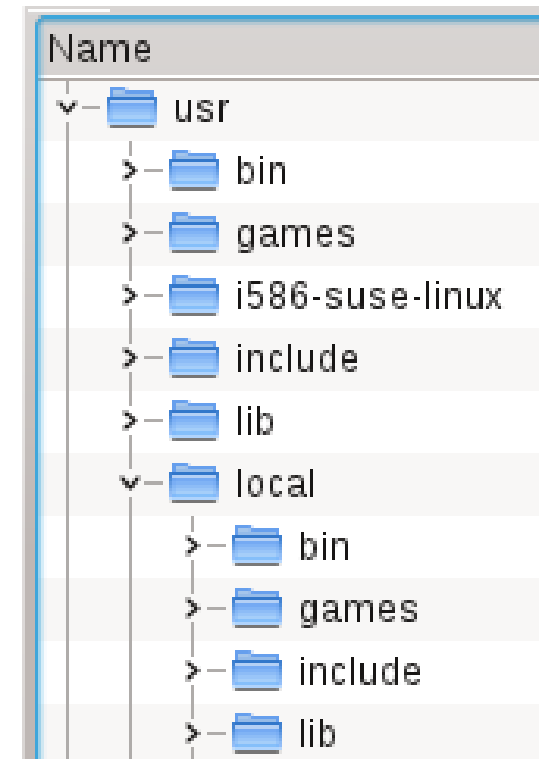 Name
usr
bin
games
i586-suse-linux
include
lib
local
bin
games
include
lib